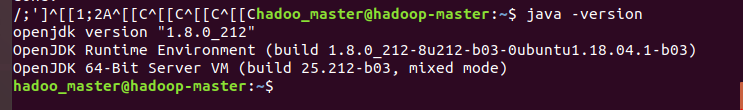 /;']^[[1;2A^[[C^[[C^[[C^[[Chadoo_master@hadoop-master:~$ java -version
openjdk version "1.8.0_212"
OpenJDK Runtime Environment (build 1.8.0_212-8u212-b03-0ubuntu1.18.04.1-b03)
OpenJDK 64-Bit Server VM (build 25.212-b03, mixed mode)
hadoo_master@hadoop-master:~$